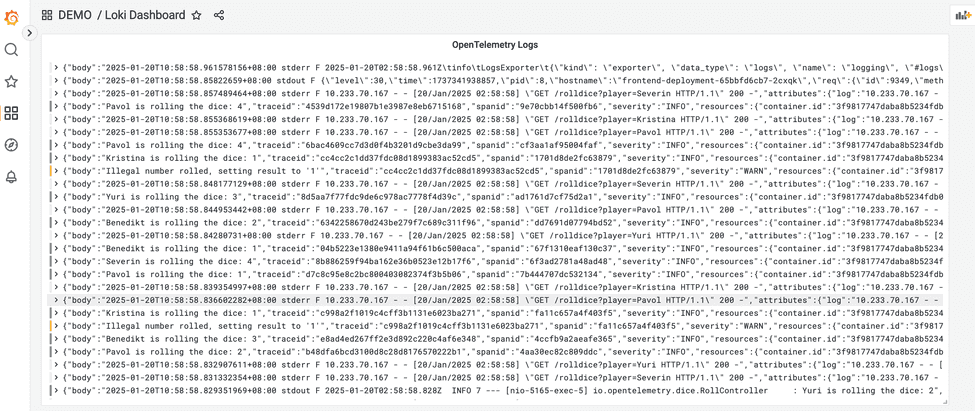 DEMO / Loki Dashboard
OpenTelemetry Logs
{"body":"2025-01-20T10:58:58.961578156+08:00 stderr F 2025-01-20T02:58:58.961Z\tinfo\tLogsExporter\t{\"kind\": \"exporter\", \"data_type\": \"logs\", \"name\": \"logging\", \"#logs\
{"body":"2025-01-20T10:58:58.85822659+08:00 stdout F {\"level\":30,\"time\":1737341938857,\"pid\":8,\"hostname\":\"frontend-deployment-65bbfd6cb7-2cxqk\",\"req\":{\"id\":9349,\"meth
{"body":"2025-01-20T10:58:58.857489464+08:00 stderr F 10.233.70.167 - - [20/Jan/2025 02:58:58] \"GET /rolldice?player=Severin HTTP/1.1\" 200 -","attributes":{"log":"10.233.70.167 -
{"body":"Pavol is rolling the dice: 4","traceid":"4539d172e19807b1e3987e8eb6715168","spanid":"9e70cbb14f500fb6","severity":"INFO","resources":{"container.id":"3f9817747daba8b5234fdb
{"body":"2025-01-20T10:58:58.855368619+08:00 stderr F 10.233.70.167 - - [20/Jan/2025 02:58:58] \"GET /rolldice?player=Kristina HTTP/1.1\" 200 -","attributes":{"log":"10.233.70.167
{"body":"2025-01-20T10:58:58.855353677+08:00 stderr F 10.233.70.167 - - [20/Jan/2025 02:58:58] \"GET /rolldice?player=Pavol HTTP/1.1\" 200 -","attributes":{"log":"10.233.70.167 - -
{"body":"Pavol is rolling the dice: 4","traceid":"6bac4609cc7d3d0f4b3201d9cbe3da99","spanid":"cf3aa1af95004faf","severity":"INFO","resources":{"container.id":"3f9817747daba8b5234fdb
{"body":"Kristina is rolling the dice: 1","traceid":"cc4cc2c1dd37fdc08d1899383ac52cd5","spanid":"1701d8de2fc63879","severity":"INFO","resources":{"container.id":"3f9817747daba8b5234
{"body":"Illegal number rolled, setting result to '1'","traceid":"cc4cc2c1dd37fdc08d1899383ac52cd5","spanid":"1701d8de2fc63879","severity":"WARN","resources":{"container.id":"3f9817
{"body":"2025-01-20T10:58:58.848177129+08:00 stderr F 10.233.70.167 - - [20/Jan/2025 02:58:58] \"GET /rolldice?player=Severin HTTP/1.1\" 200 -","attributes":{"log":"10.233.70.167 -
{"body":"Yuri is rolling the dice: 3","traceid":"8d5aa7f77fdc9de6c978ac7778f4d39c","spanid":"ad1761d7cf75d2a1","severity":"INFO","resources":{"container.id":"3f9817747daba8b5234fdb0
{"body":"2025-01-20T10:58:58.844953442+08:00 stderr F 10.233.70.167 - - [20/Jan/2025 02:58:58] \"GET /rolldice?player=Pavol HTTP/1.1\" 200 -","attributes":{"log":"10.233.70.167 - -
{"body":"Benedikt is rolling the dice: 2","traceid":"6342258670d243be279f7c689c311f96","spanid":"dd7691d07794bd52","severity":"INFO","resources":{"container.id":"3f9817747daba8b5234
{"body":"2025-01-20T10:58:58.84280731+08:00 stderr F 10.233.70.167 - - [20/Jan/2025 02:58:58] \"GET /rolldice?player=Yuri HTTP/1.1\" 200 -","attributes":{"log":"10.233.70.167 - - [2
{"body":"Benedikt is rolling the dice: 1","traceid":"04b5223e1380e9411a94f61b6c500aca","spanid":"67f1310eaf130c37","severity":"INFO","resources":{"container.id":"3f9817747daba8b5234
{"body":"Severin is rolling the dice: 4","traceid":"8b886259f94ba162e36b0523e12b17f6","spanid":"6f3ad2781a48ad48","severity":"INFO","resources":{"container.id":"3f9817747daba8b5234f
{"body":"Pavol is rolling the dice: 1","traceid":"d7c8c95e8c2bc800403082374f3b5b06","spanid":"7b444707dc532134","severity":"INFO","resources":{"container.id":"3f9817747daba8b5234fdb
{"body":"2025-01-20T10:58:58.839354997+08:00 stderr F 10.233.70.167 - - [20/Jan/2025 02:58:58] \"GET /rolldice?player=Kristina HTTP/1.1\" 200 -","attributes":{"log":"10.233.70.167
{"body":"2025-01-20T10:58:58.836602282+08:00 stderr F 10.233.70.167 - - [20/Jan/2025 02:58:58] \"GET /rolldice?player=Pavol HTTP/1.1\" 200 -","attributes":{"log":"10.233.70.167 - -
{"body":"Kristina is rolling the dice: 1","traceid":"c998a2f1019c4cff3b1131e6023ba271","spanid":"fa11c657a4f403f5","severity":"INFO","resources":{"container.id":"3f9817747daba8b5234
{"body":"Illegal number rolled, setting result to '1'","traceid":"c998a2f1019c4cff3b1131e6023ba271","spanid":"fa11c657a4f403f5","severity":"WARN","resources":{"container.id":"3f9817
{"body":"Benedikt is rolling the dice: 3","traceid":"e8ad4ed267ff2e3d892c220c4af6e348","spanid":"4ccfb9a2aeafe365","severity":"INFO","resources":{"container.id":"3f9817747daba8b5234
{"body":"Pavol is rolling the dice: 2","traceid":"b48dfa6bcd3100d8c28d8176570222b1","spanid":"4aa30ec82c809ddc","severity":"INFO","resources":{"container.id":"3f9817747daba8b5234fdb
{"body":"2025-01-20T10:58:58.832907611+08:00 stderr F 10.233.70.167 - - [20/Jan/2025 02:58:58] \"GET /rolldice?player=Yuri HTTP/1.1\" 200 -","attributes":{"log":"10.233.70.167 - - [
{"body":"2025-01-20T10:58:58.831332354+08:00 stderr F 10.233.70.167 - - [20/Jan/2025 02:58:58] \"GET /rolldice?player=Severin HTTP/1.1\" 200 -","attributes":{"log":"10.233.70.167 -
{"body":"2025-01-20T10:58:58.829351969+08:00 stdout F 2025-01-20T02:58:58.828Z  INFO 7 --- [nio-5165-exec-5] io.opentelemetry.dice.RollController     : Yuri is rolling the dice: 2",